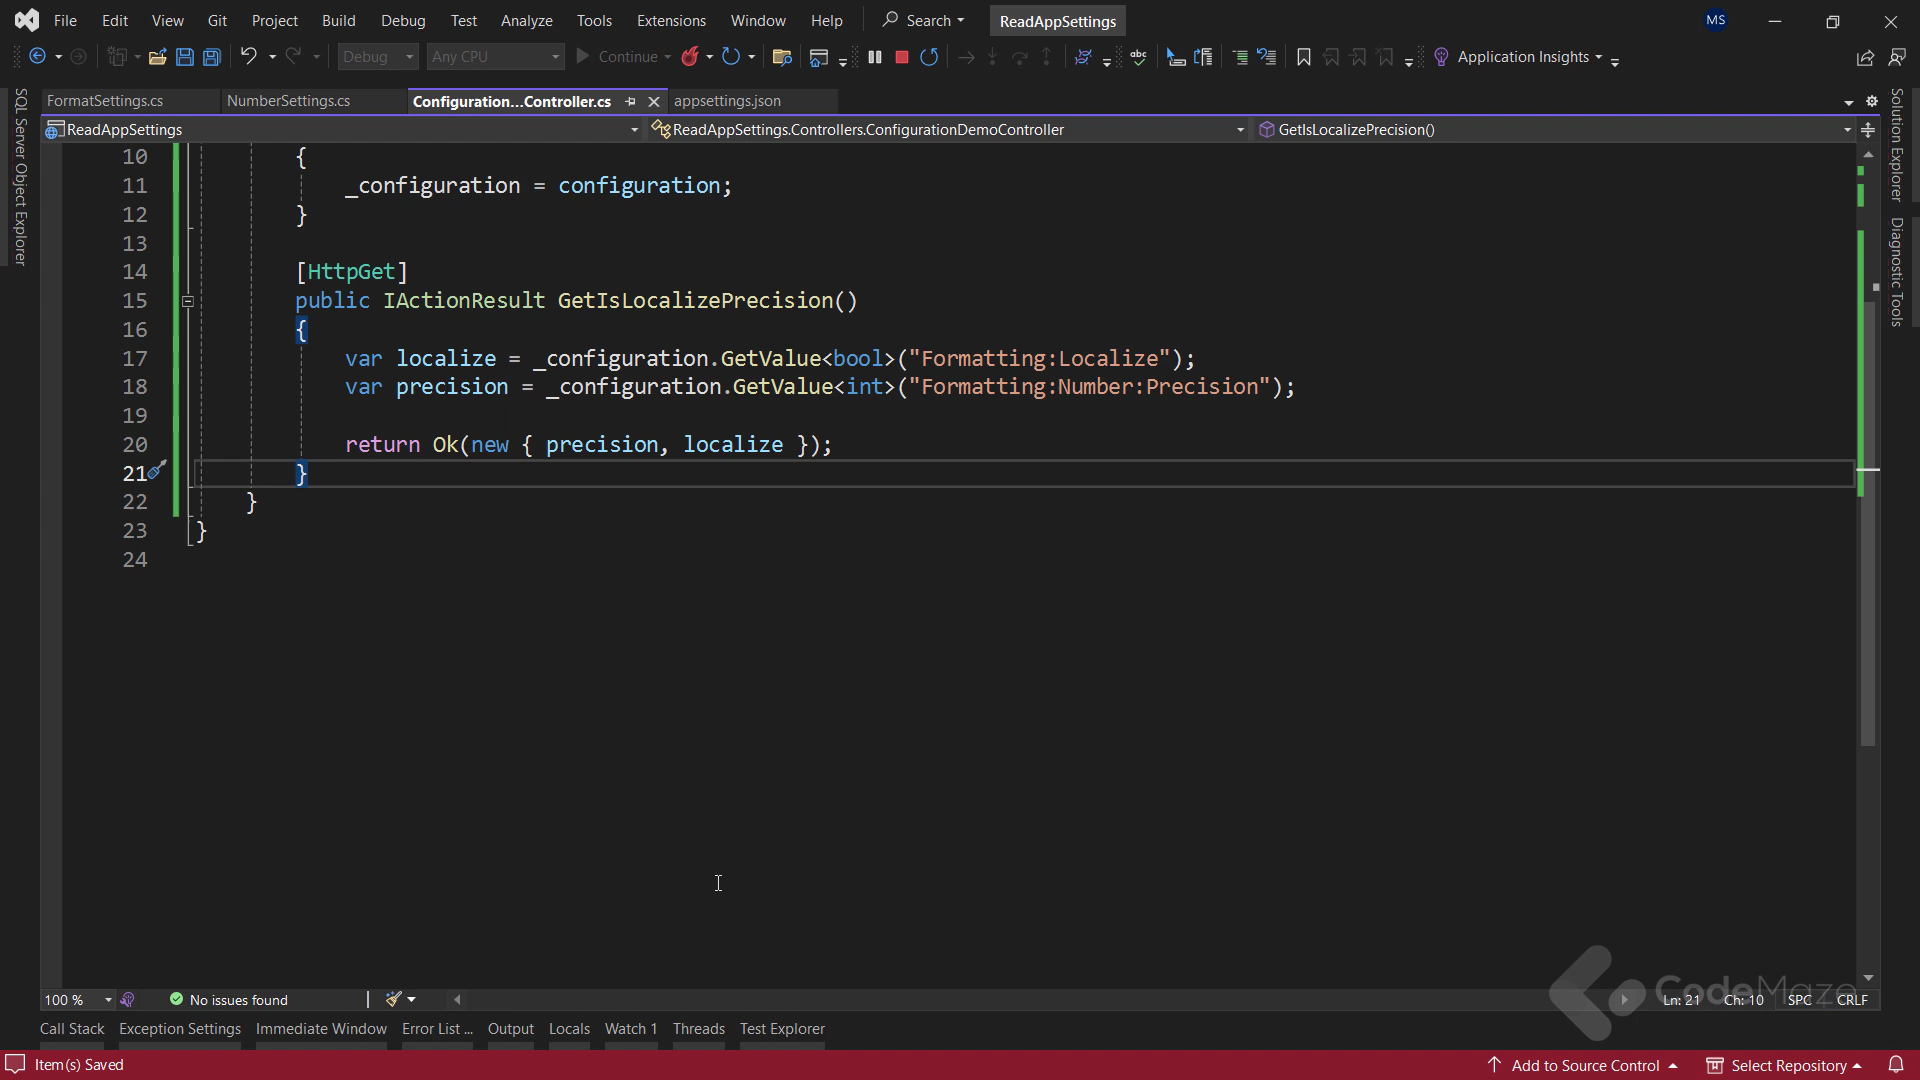 File Edit View Git Project Build Debug Test Analyze Tools Extensions Window Help Search ReadAppSettings MS
Debug Any CPU Continue Application Insights
FormatSettings.cs NumberSettings.cs Configuration...Controller.cs appsettings.json
ReadAppSettings ReadAppSettings.Controllers.ConfigurationDemoController GetIsLocalizePrecision()
SQL Server Object Explorer
Solution Explorer
Diagnostic Tools
10 {
11 _configuration = configuration;
12 }
13
14 [HttpGet]
15 public IActionResult GetIsLocalizePrecision()
16 {
17 var localize = _configuration.GetValue<bool>("Formatting:Localize");
18 var precision = _configuration.GetValue<int>("Formatting:Number:Precision");
19
20 return Ok(new { precision, localize });
21 }
22 }
23 }
24
CodeMaze
100 % No issues found Ln: 21 Ch: 10 SPC CRLF
Call Stack Exception Settings Immediate Window Error List ... Output Locals Watch 1 Threads Test Explorer
Item(s) Saved Add to Source Control Select Repository